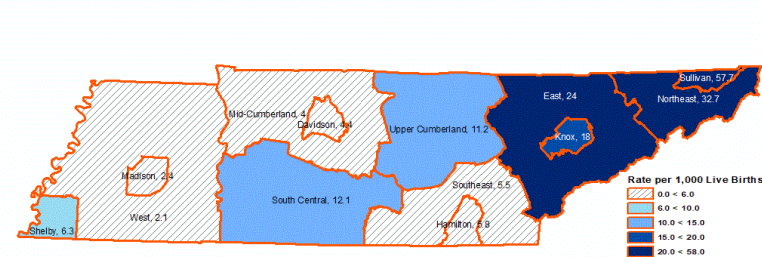 Sullivan, 57.7
East, 24
Northeast, 32.7
Mid-Cumberland, 4
Davidson, 4.4
Upper Cumberland, 11.2
Knox, 18
Madison, 2.4
Southeast, 5.5
South Central, 12.1
West, 2.1
Hamilton, 5.8
Shelby, 6.3
Rate per 1,000 Live Births
0.0 < 6.0
6.0 < 10.0
10.0 < 15.0
15.0 < 20.0
20.0 < 58.0